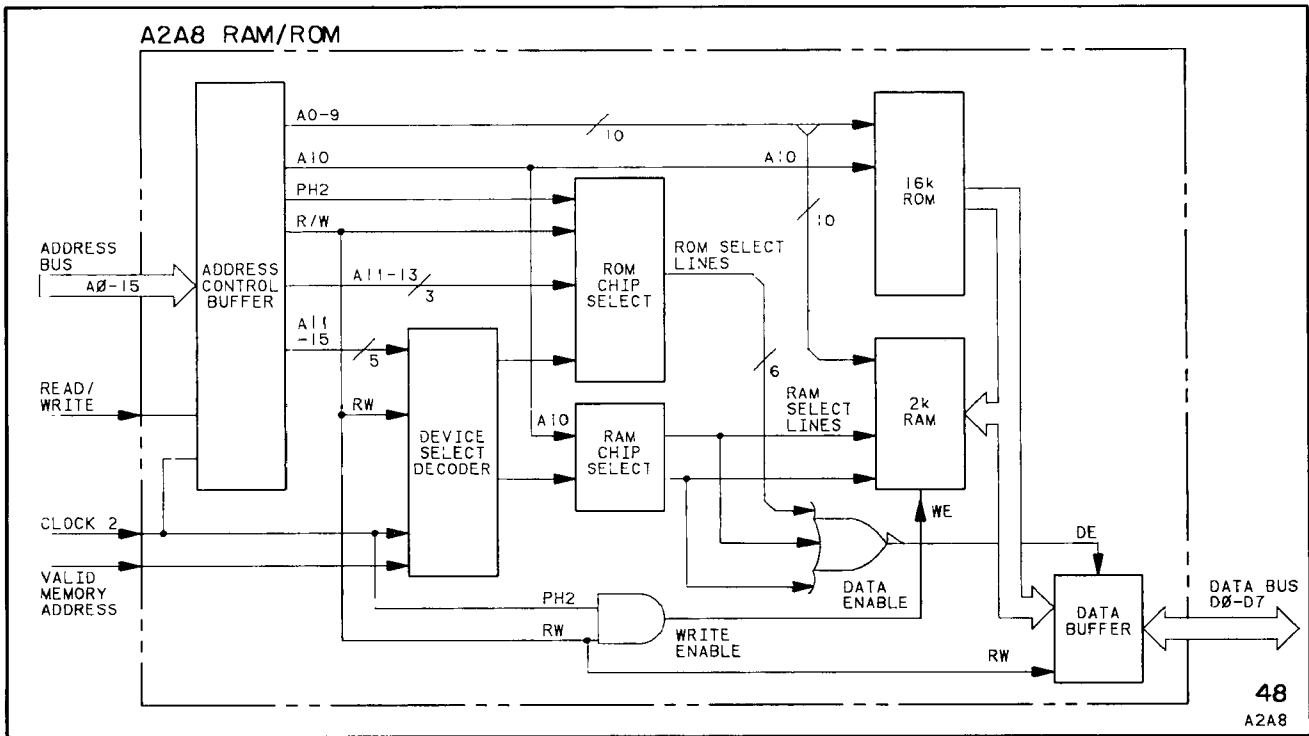 A2A8 RAM/ROM
A0-9
10
A10
A10
PH2
R/W
16k
ROM
10
ADDRESS
BUS
AØ-15
ADDRESS
CONTROL
BUFFER
A11-13
3
ROM
CHIP
SELECT
ROM SELECT
LINES
A11
-15
5
6
READ/
WRITE
RW
DEVICE
SELECT
DECODER
A10
RAM
CHIP
SELECT
RAM
SELECT
LINES
2k
RAM
CLOCK 2
WE
DE
VALID
MEMORY
ADDRESS
PH2
RW
WRITE
ENABLE
DATA
ENABLE
RW
DATA
BUFFER
DATA BUS
DØ-D7
48
A2A8